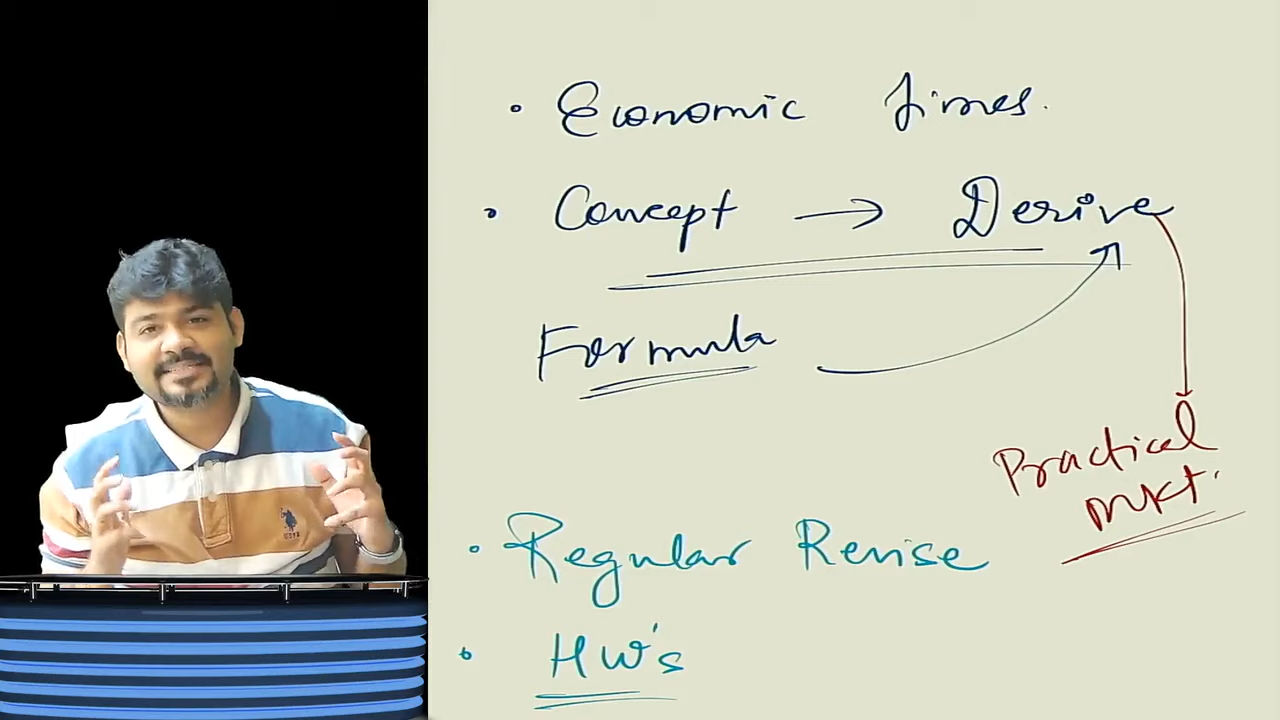 • Economic Times.
• Concept → Derive
Formula
Practical
Mkt.
• Regular Revise
• HW's